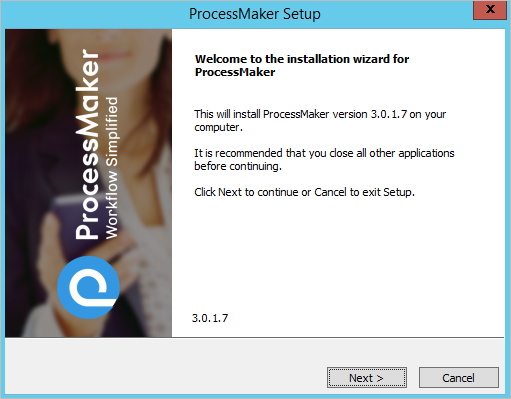 ProcessMaker Setup
x
Welcome to the installation wizard for
ProcessMaker
This will install ProcessMaker version 3.0.1.7 on your
computer.
It is recommended that you close all other applications
before continuing.
Click Next to continue or Cancel to exit Setup.
ProcessMaker
Workflow Simplified
3.0.1.7
Next >
Cancel